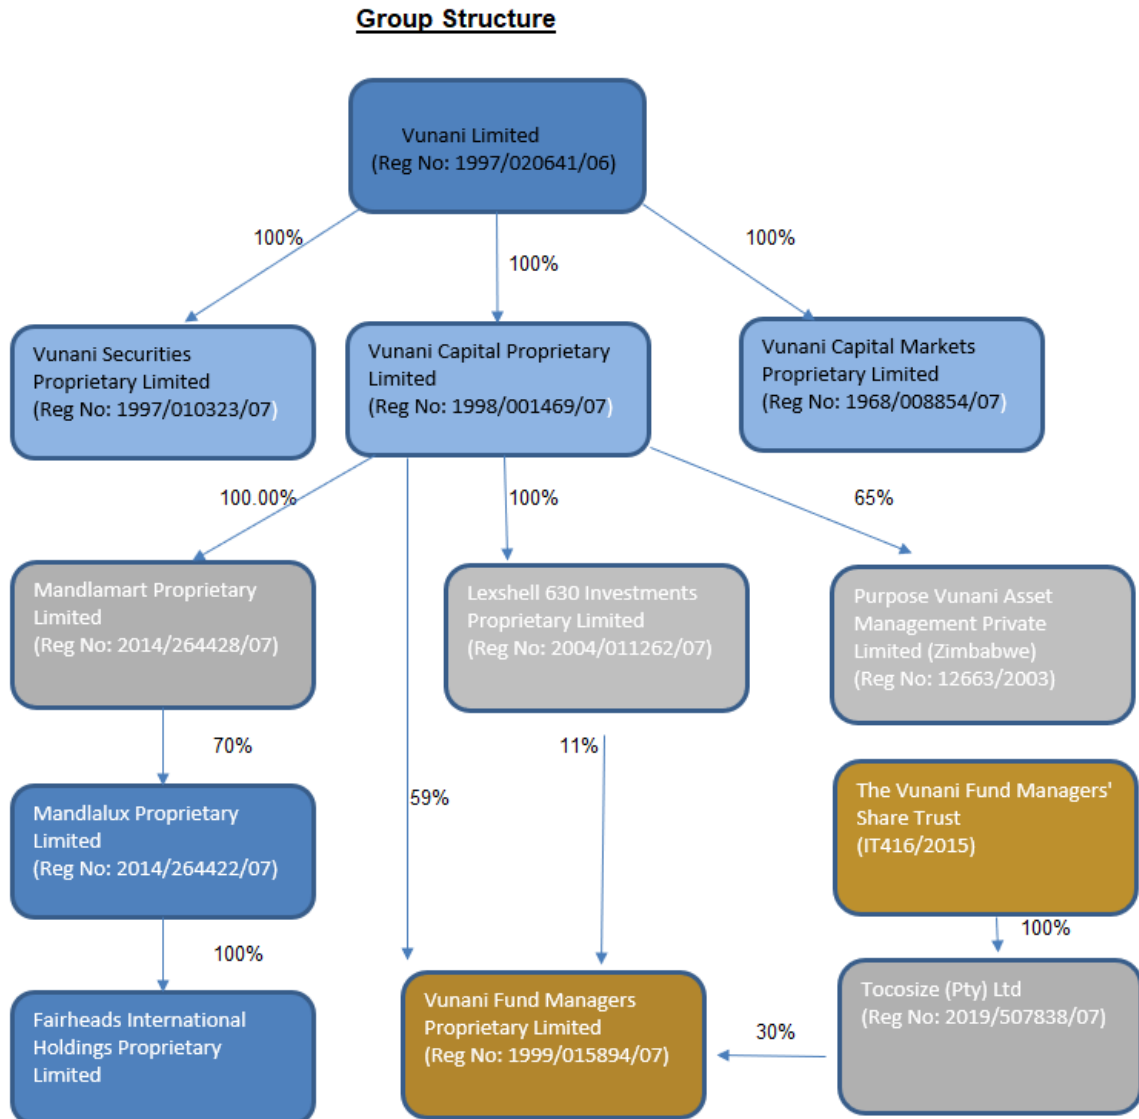 Group Structure
Vunani Limited
(Reg No: 1997/020641/06)
100%
100%
100%
Vunani Securities
Proprietary Limited
(Reg No: 1997/010323/07)
Vunani Capital Proprietary
Limited
(Reg No: 1998/001469/07)
Vunani Capital Markets
Proprietary Limited
(Reg No: 1968/008854/07)
100.00%
100%
65%
Mandlamart Proprietary
Limited
(Reg No: 2014/264428/07)
Lexshell 630 Investments
Proprietary Limited
(Reg No: 2004/011262/07)
Purpose Vunani Asset
Management Private
Limited (Zimbabwe)
(Reg No: 12663/2003)
70%
59%
11%
Mandlalux Proprietary
Limited
(Reg No: 2014/264422/07)
The Vunani Fund Managers'
Share Trust
(IT416/2015)
100%
100%
Fairheads International
Holdings Proprietary
Limited
Vunani Fund Managers
Proprietary Limited
(Reg No: 1999/015894/07)
30%
Tocosize (Pty) Ltd
(Reg No: 2019/507838/07)